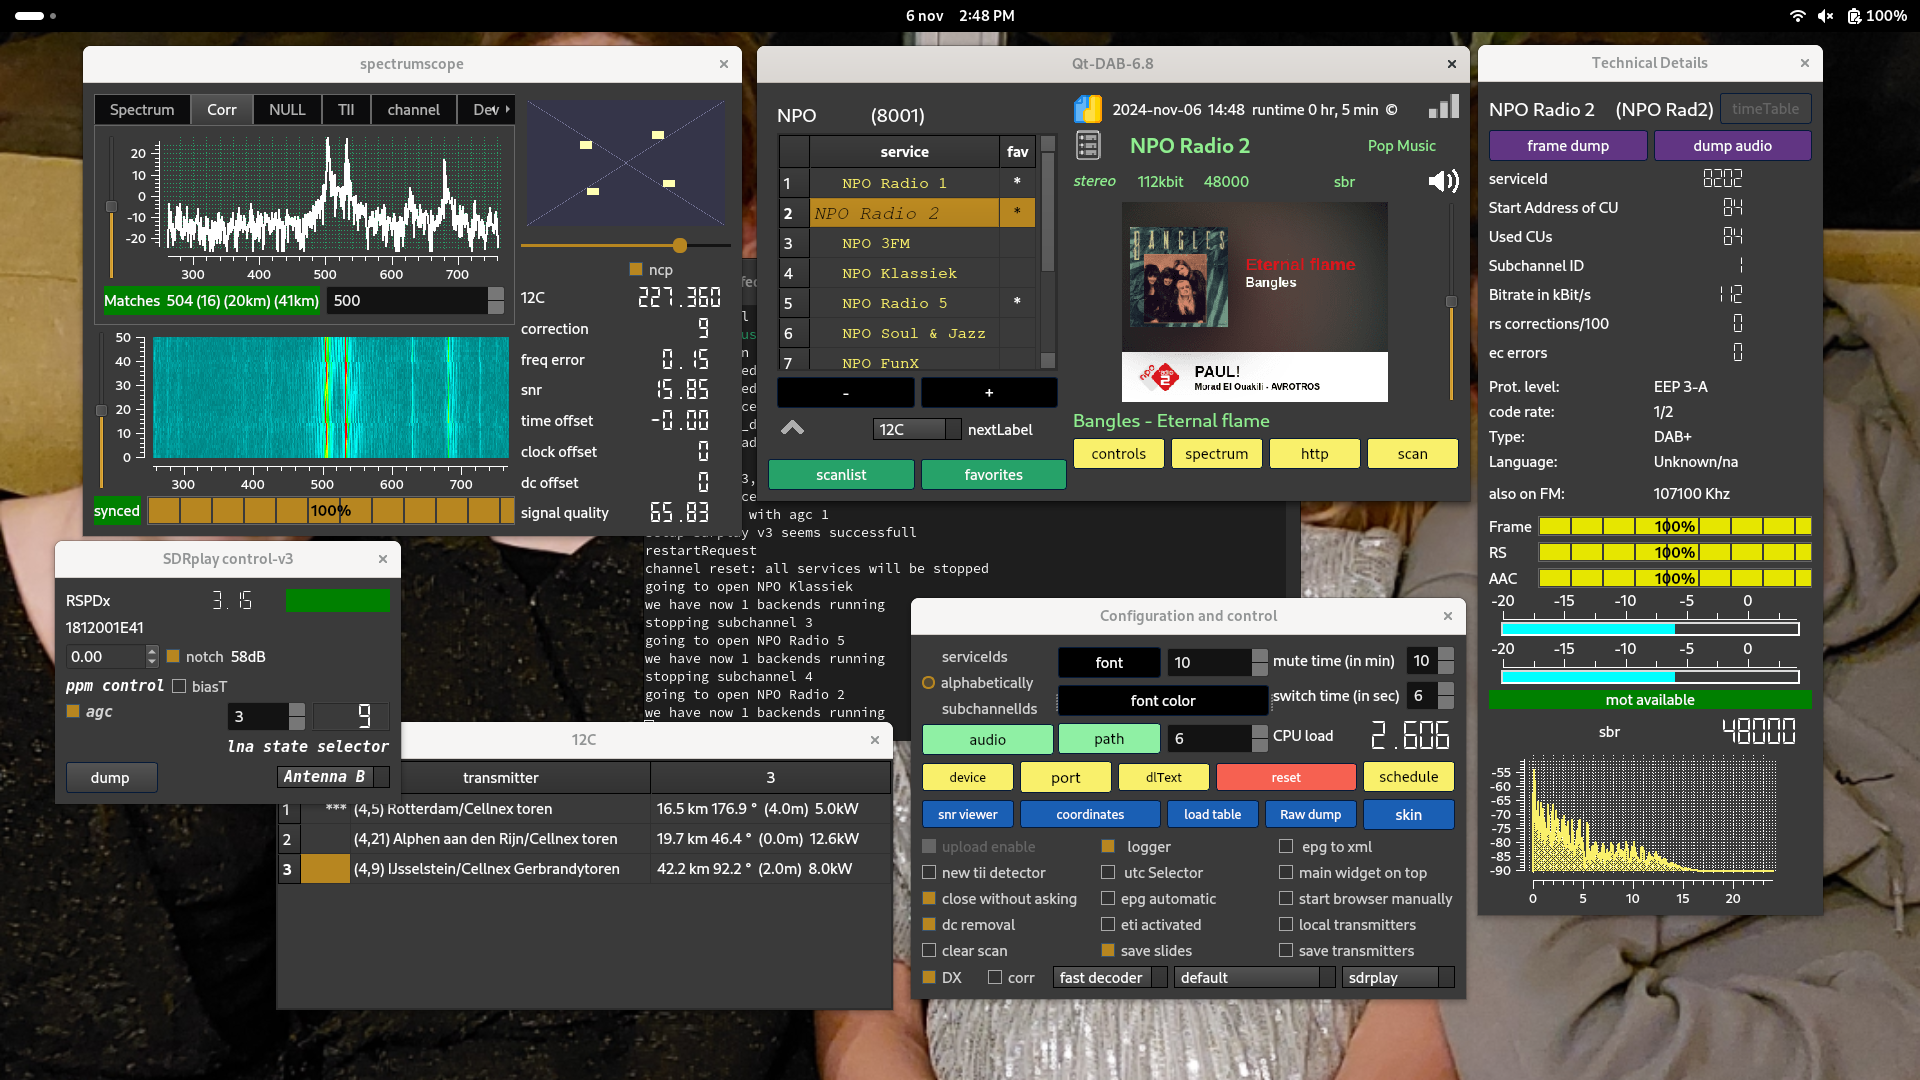 6 nov 2:48 PM
100%
spectrumscope
Spectrum Corr NULL TII channel Dev
20
10
0
-10
-20
300 400 500 600 700
Matches 504 (16) (20km) (41km) 500
50
40
30
20
10
0
300 400 500 600 700
synced 100%
ncp
12C 227.360
correction 9
freq error 0.15
snr 15.85
time offset -0.00
clock offset 0
dc offset 0
signal quality 65.83
Qt-DAB-6.8
NPO (8001)
service fav
1 NPO Radio 1 *
2 NPO Radio 2 *
3 NPO 3FM
4 NPO Klassiek
5 NPO Radio 5 *
6 NPO Soul & Jazz
7 NPO FunX
- +
12C nextLabel
scanlist favorites
2024-nov-06 14:48 runtime 0 hr, 5 min ©
NPO Radio 2 Pop Music
stereo 112kbit 48000 sbr
BANGLES
Eternal flame
Bangles
npo radio 2
PAUL!
Morad El Ouakili - AVROTROS
Bangles - Eternal flame
controls spectrum http scan
Technical Details
NPO Radio 2 (NPO Rad2) timeTable
frame dump dump audio
serviceId 8202
Start Address of CU 84
Used CUs 84
Subchannel ID 1
Bitrate in kBit/s 112
rs corrections/100 0
ec errors 0
Prot. level: EEP 3-A
code rate: 1/2
Type: DAB+
Language: Unknown/na
also on FM: 107100 Khz
Frame 100%
RS 100%
AAC 100%
-20 -15 -10 -5 0
-20 -15 -10 -5 0
mot available
sbr 48000
-55
-60
-65
-70
-75
-80
-85
-90
0 5 10 15 20
with agc 1
setup sdrplay v3 seems successfull
restartRequest
channel reset: all services will be stopped
going to open NPO Klassiek
we have now 1 backends running
stopping subchannel 3
going to open NPO Radio 5
we have now 1 backends running
stopping subchannel 4
going to open NPO Radio 2
we have now 1 backends running
SDRplay control-v3
RSPDx 3.15
1812001E41
0.00 notch 58dB
ppm control biasT
agc 3 9
lna state selector
dump Antenna B
12C
transmitter 3
1 *** (4,5) Rotterdam/Cellnex toren 16.5 km 176.9 ° (4.0m) 5.0kW
2 (4,21) Alphen aan den Rijn/Cellnex toren 19.7 km 46.4 ° (0.0m) 12.6kW
3 (4,9) IJsselstein/Cellnex Gerbrandytoren 42.2 km 92.2 ° (2.0m) 8.0kW
Configuration and control
serviceIds font 10 mute time (in min) 10
alphabetically
subchannelIds font color switch time (in sec) 6
audio path 6 CPU load 2.606
device port dlText reset schedule
snr viewer coordinates load table Raw dump skin
upload enable logger epg to xml
new tii detector utc Selector main widget on top
close without asking epg automatic start browser manually
dc removal eti activated local transmitters
clear scan save slides save transmitters
DX corr fast decoder default sdrplay